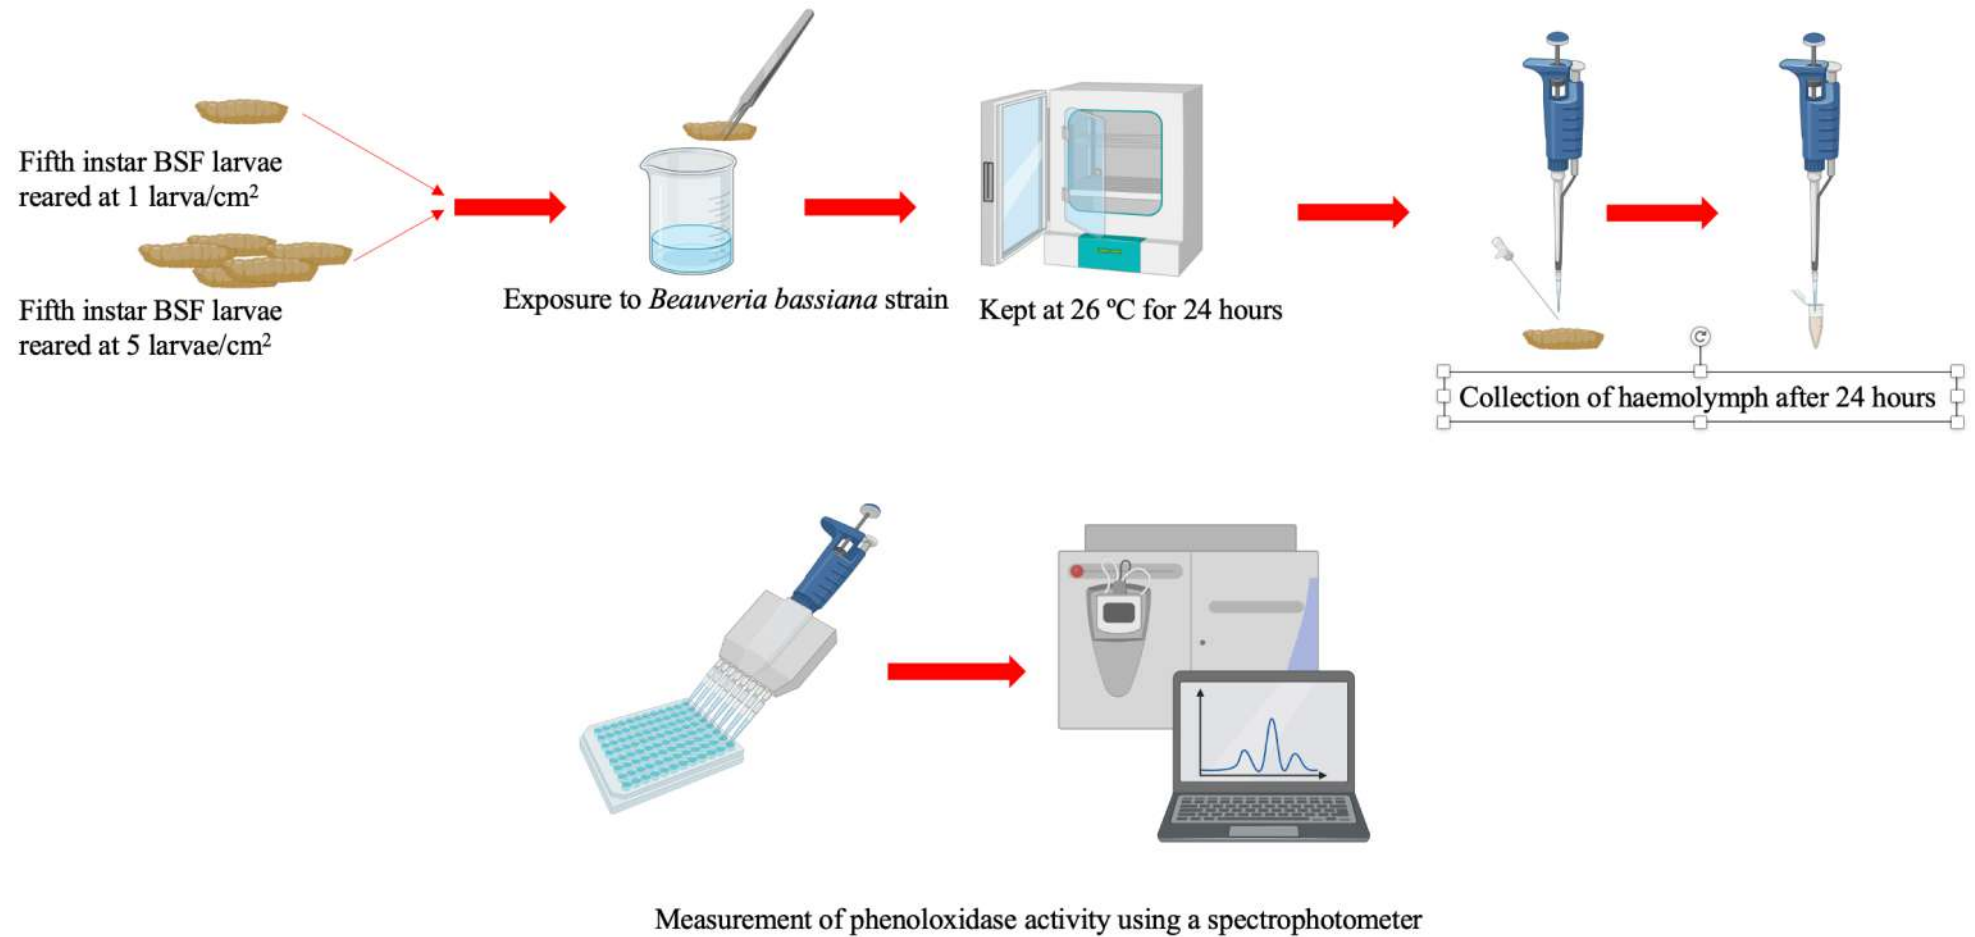 Fifth instar BSF larvae
reared at 1 larva/cm²
Fifth instar BSF larvae
reared at 5 larvae/cm²
Exposure to Beauveria bassiana strain
Kept at 26 ºC for 24 hours
Collection of haemolymph after 24 hours
Measurement of phenoloxidase activity using a spectrophotometer